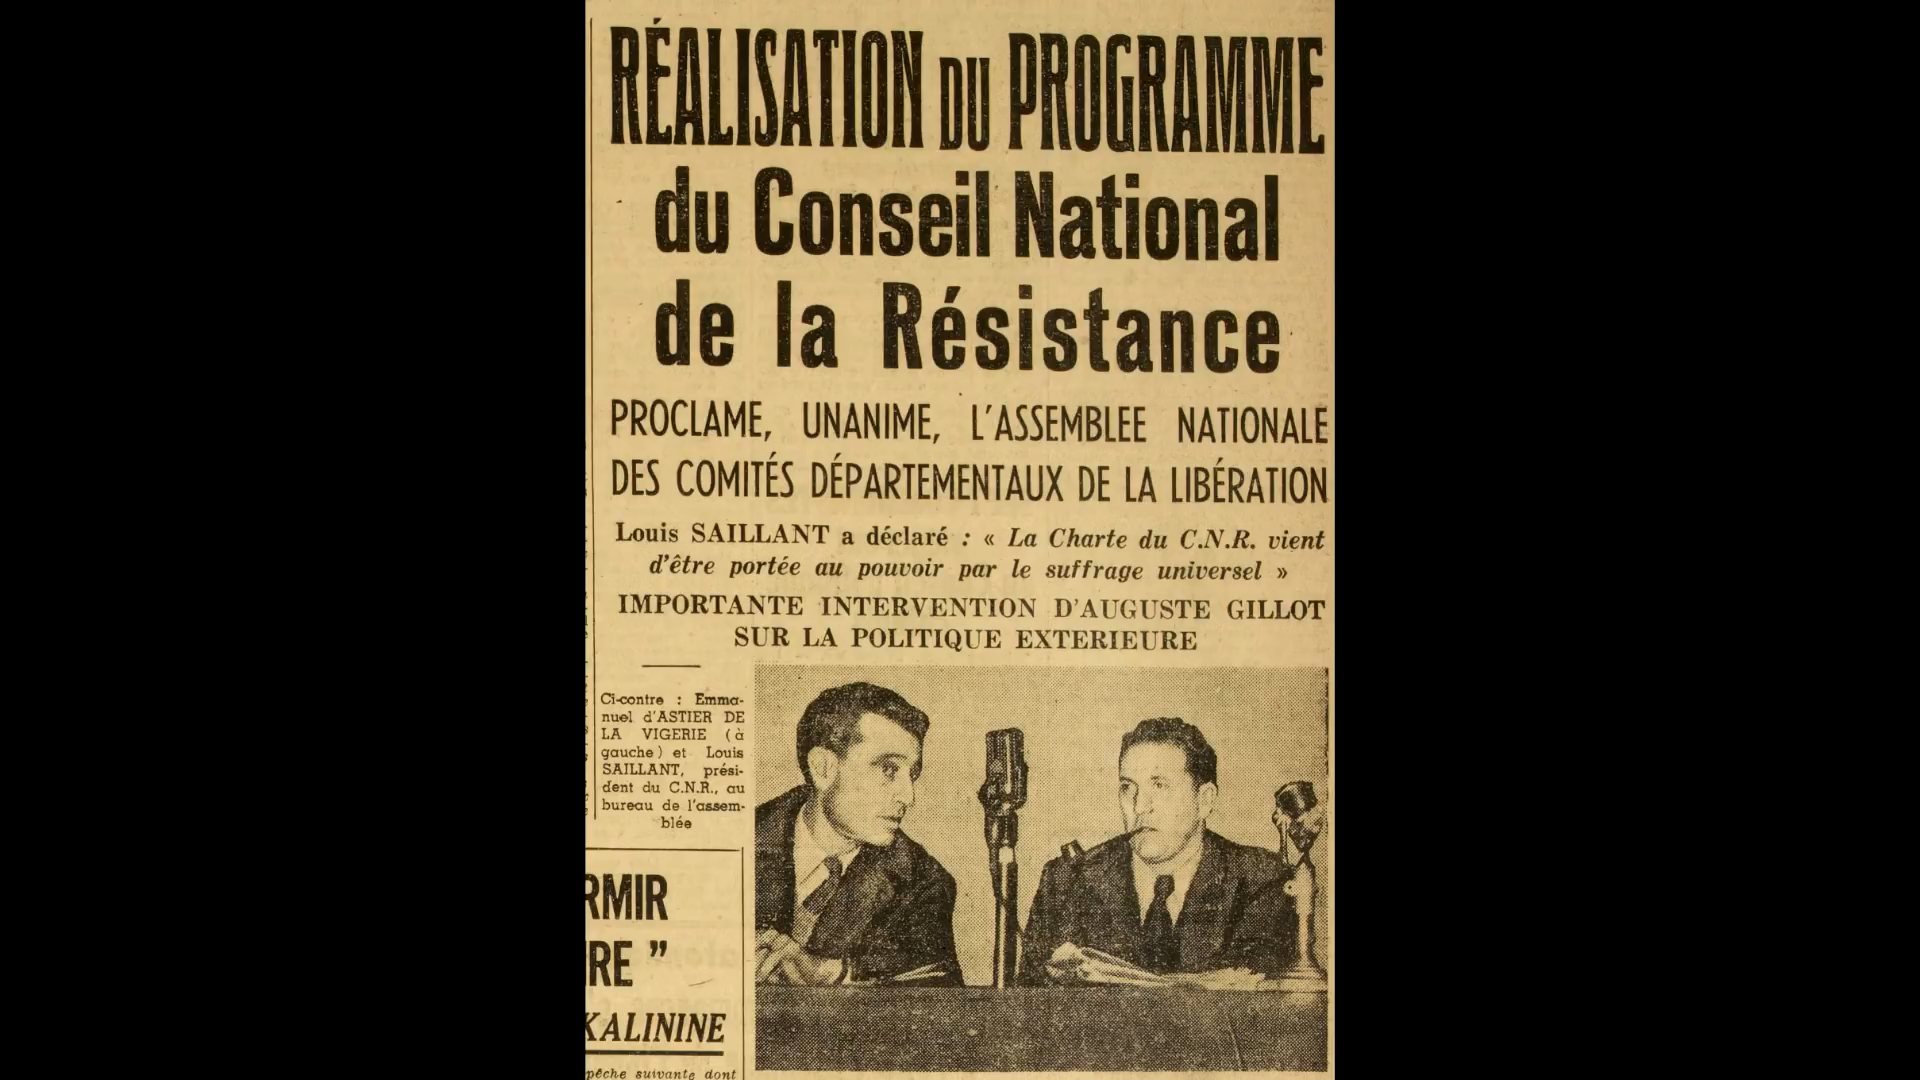 RÉALISATION DU PROGRAMME
du Conseil National
de la Résistance
PROCLAME, UNANIME, L'ASSEMBLEE NATIONALE
DES COMITÉS DÉPARTEMENTAUX DE LA LIBÉRATION
Louis SAILLANT a déclaré : « La Charte du C.N.R. vient
d'être portée au pouvoir par le suffrage universel »
IMPORTANTE INTERVENTION D'AUGUSTE GILLOT
SUR LA POLITIQUE EXTERIEURE
Ci-contre : Emma-
nuel d'ASTIER DE
LA VIGERIE (à
gauche) et Louis
SAILLANT, prési-
dent du C.N.R., au
bureau de l'assem-
blée
RMIR
IRE "
KALININE
pêche suivante dont